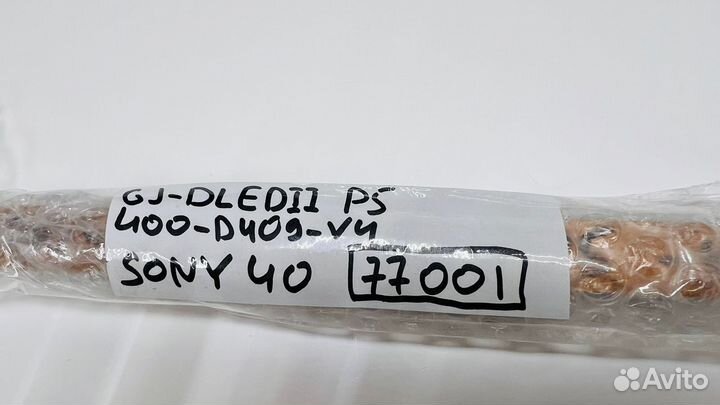 GJ-DLEDII P5
400-D409-V4
SONY 40 77001
Avito